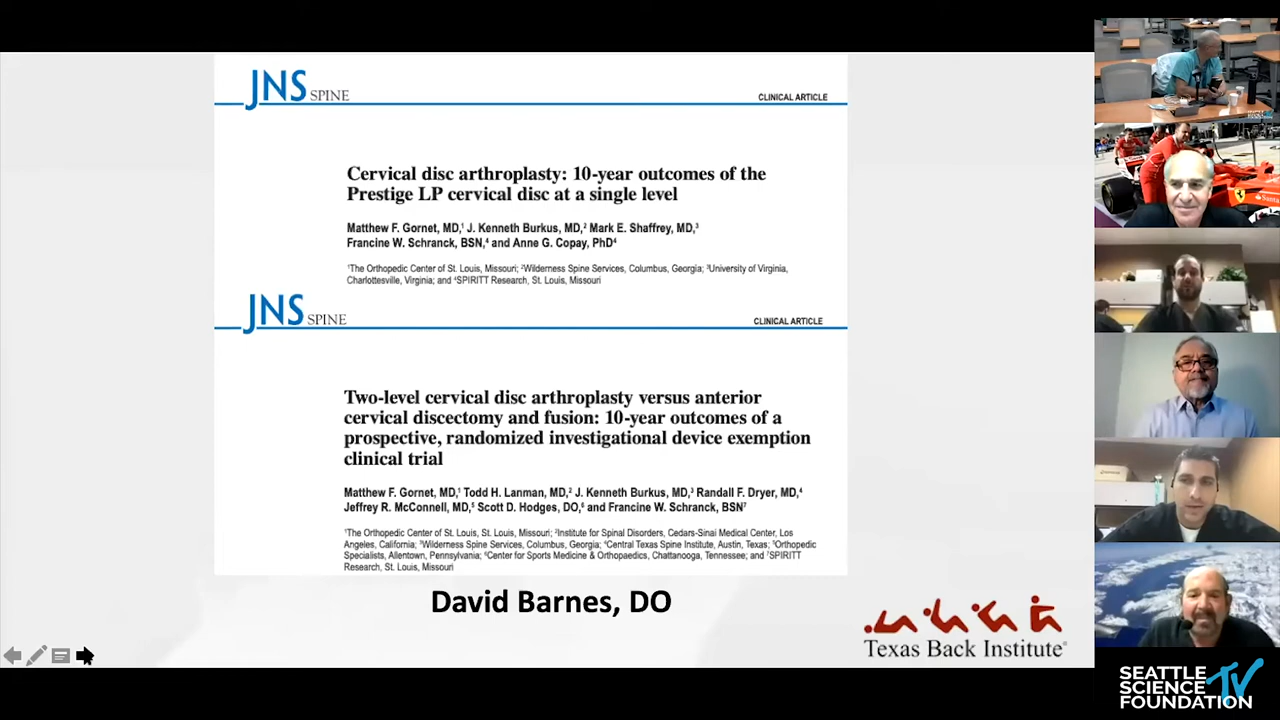 JNS SPINE
CLINICAL ARTICLE
Cervical disc arthroplasty: 10-year outcomes of the
Prestige LP cervical disc at a single level
Matthew F. Gornet, MD,¹ J. Kenneth Burkus, MD,² Mark E. Shaffrey, MD,³
Francine W. Schranck, BSN,⁴ and Anne G. Copay, PhD⁴
¹The Orthopedic Center of St. Louis, Missouri; ²Wilderness Spine Services, Columbus, Georgia; ³University of Virginia,
Charlottesville, Virginia; and ⁴SPIRITT Research, St. Louis, Missouri
JNS SPINE
CLINICAL ARTICLE
Two-level cervical disc arthroplasty versus anterior
cervical discectomy and fusion: 10-year outcomes of a
prospective, randomized investigational device exemption
clinical trial
Matthew F. Gornet, MD,¹ Todd H. Lanman, MD,² J. Kenneth Burkus, MD,³ Randall F. Dryer, MD,⁴
Jeffrey R. McConnell, MD,⁵ Scott D. Hodges, DO,⁶ and Francine W. Schranck, BSN⁷
¹The Orthopedic Center of St. Louis, St. Louis, Missouri; ²Institute for Spinal Disorders, Cedars-Sinai Medical Center, Los
Angeles, California; ³Wilderness Spine Services, Columbus, Georgia; ⁴Central Texas Spine Institute, Austin, Texas; ⁵Orthopedic
Specialists, Allentown, Pennsylvania; ⁶Center for Sports Medicine & Orthopaedics, Chattanooga, Tennessee; and ⁷SPIRITT
Research, St. Louis, Missouri
David Barnes, DO
Texas Back Institute®
SEATTLE
SCIENCE TV
FOUNDATION